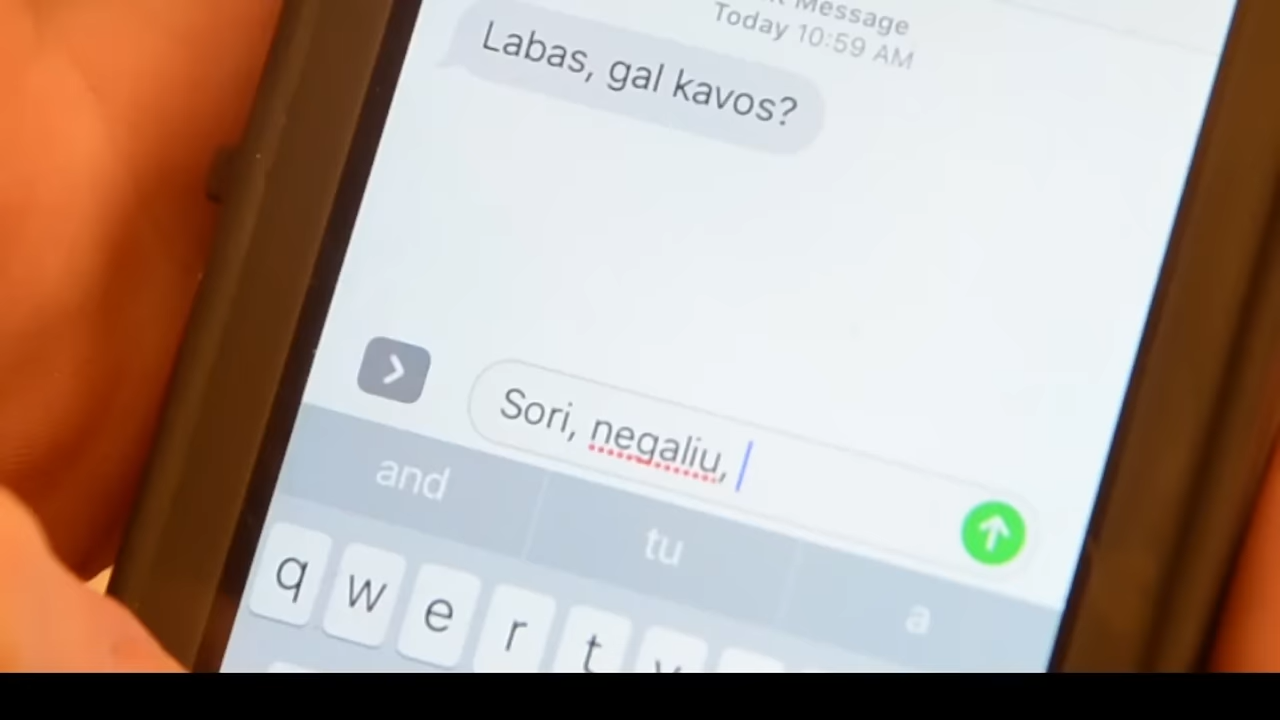 Message
Today 10:59 AM
Labas, gal kavos?
Sori, negaliu,
and tu a
q w e r t